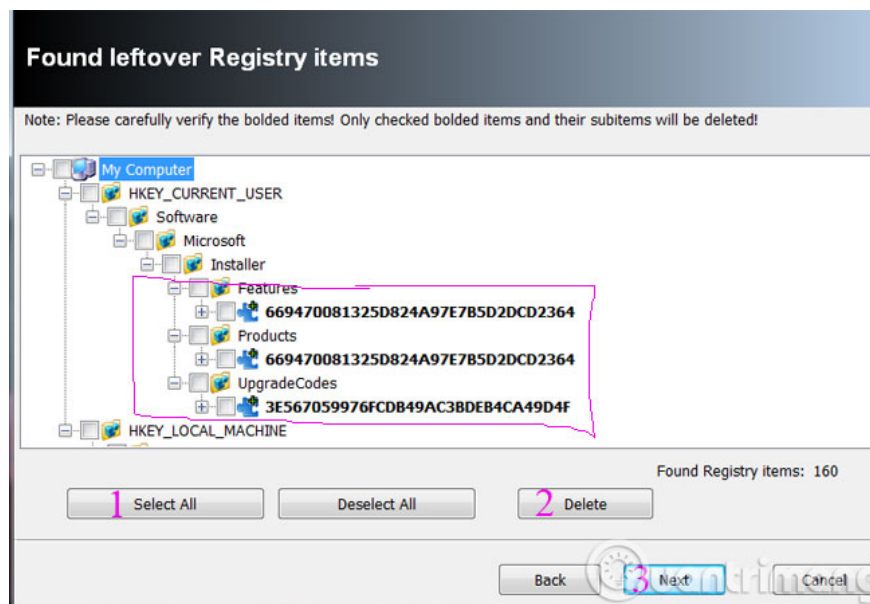 Found leftover Registry items
Note: Please carefully verify the bolded items! Only checked bolded items and their subitems will be deleted!
My Computer
HKEY_CURRENT_USER
Software
Microsoft
Installer
Features
669470081325D824A97E7B5D2DCD2364
Products
669470081325D824A97E7B5D2DCD2364
UpgradeCodes
3E567059976FCDB49AC3BDEB4CA49D4F
HKEY_LOCAL_MACHINE
Found Registry items: 160
1 Select All Deselect All 2 Delete
Back 3 Next Cancel
uantrimang